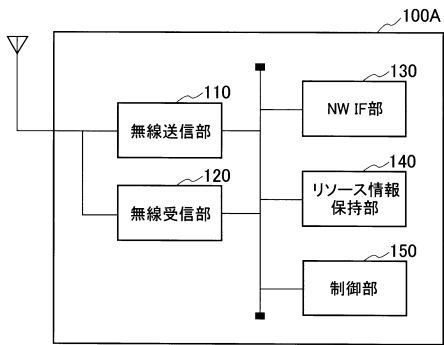 100A
110
無線送信部
120
無線受信部
130
NW IF部
140
リソース情報
保持部
150
制御部